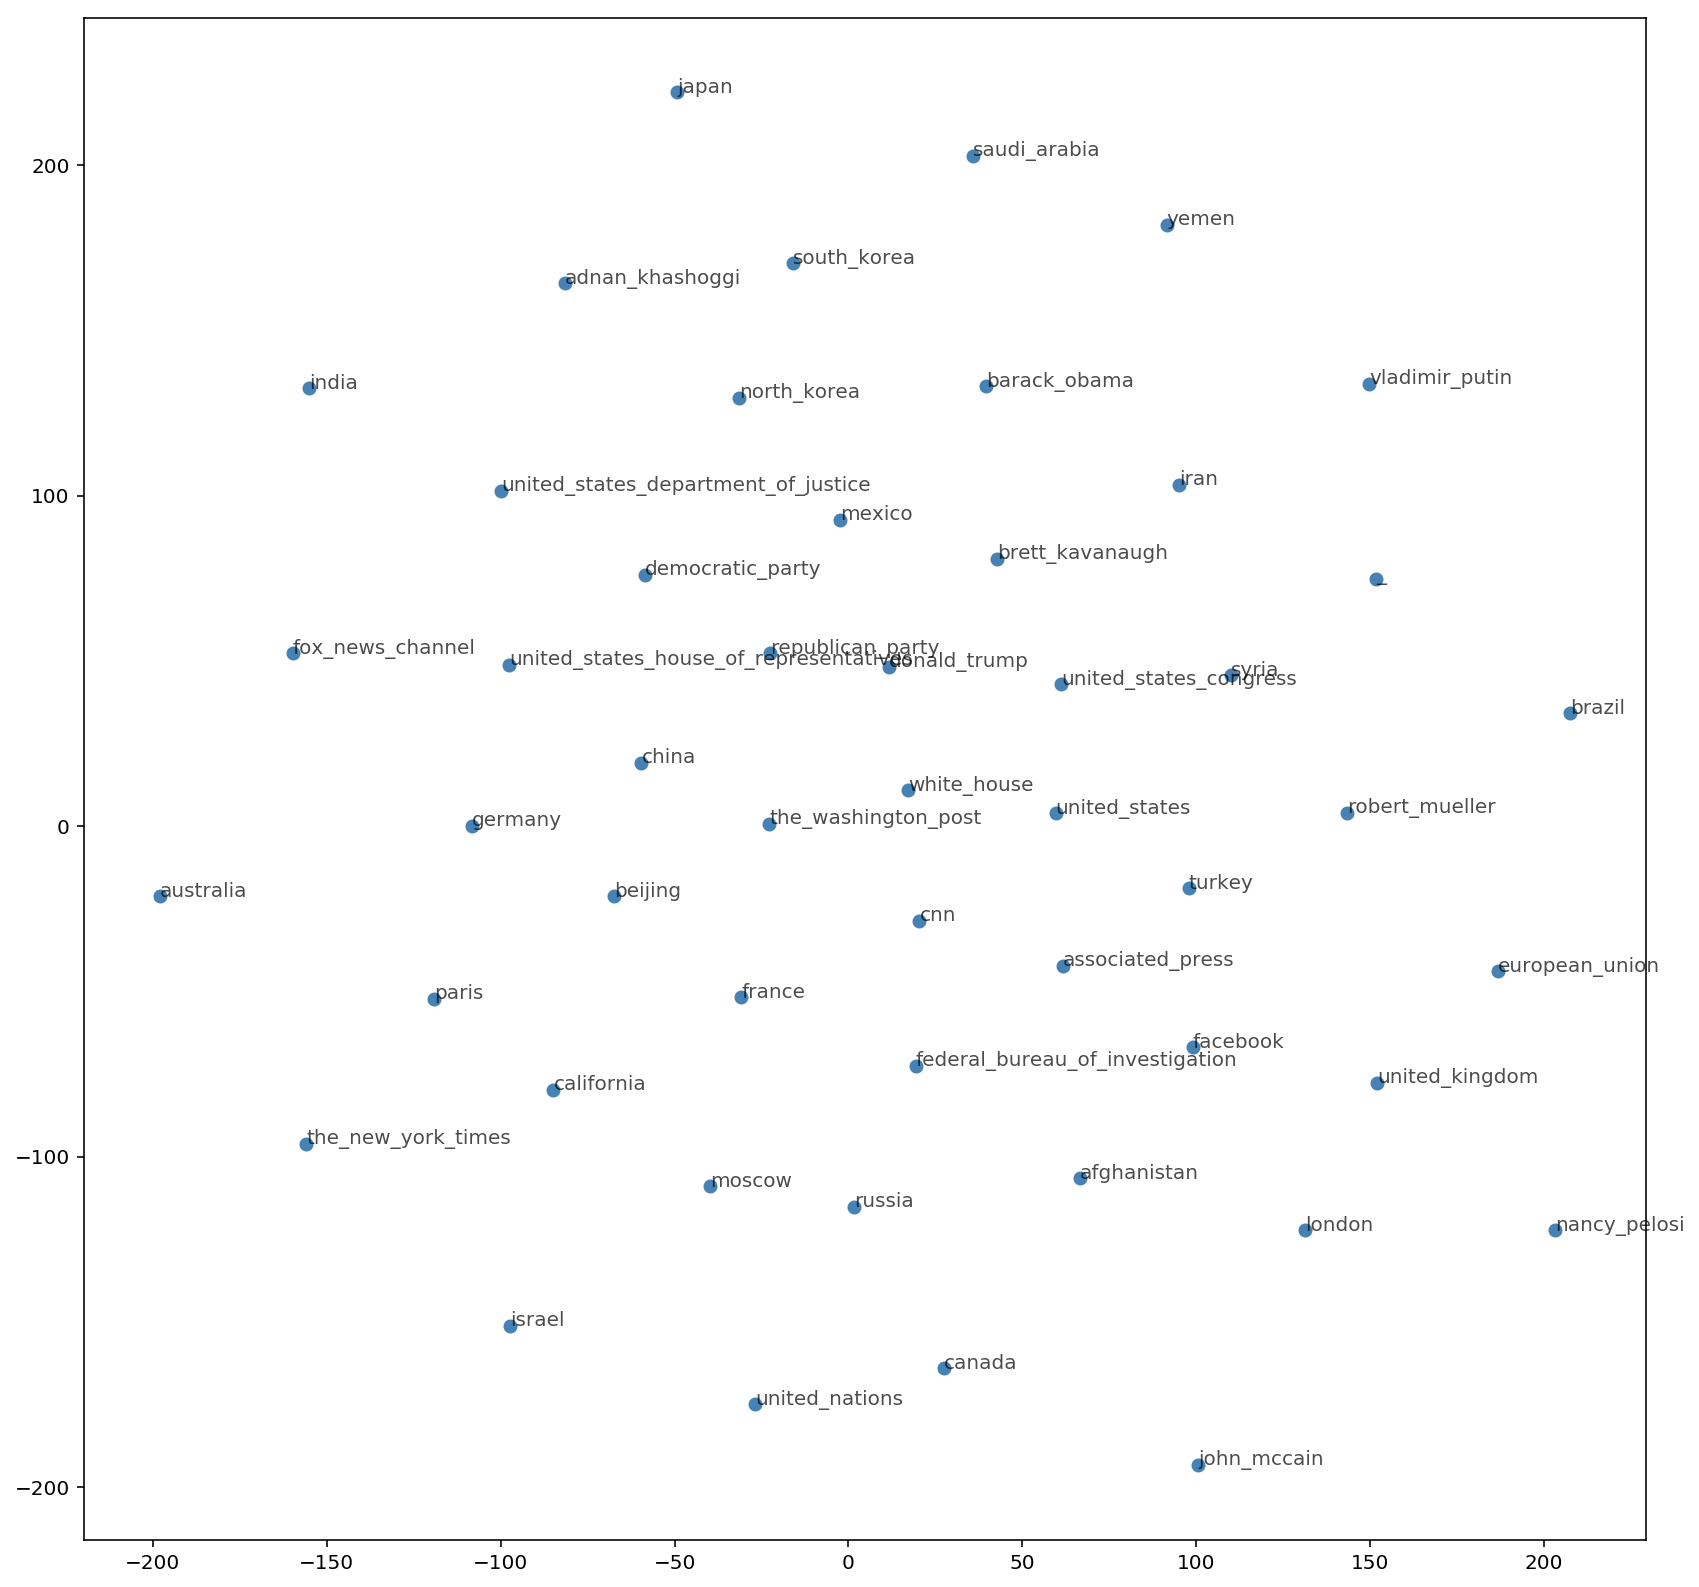 japan
saudi_arabia
200
yemen
south_korea
adnan_khashoggi
india
north_korea
barack_obama
vladimir_putin
100
united_states_department_of_justice
iran
mexico
brett_kavanaugh
democratic_party
_
fox_news_channel
united_states_house_of_representatives
republican_party
donald_trump
united_states_congress
syria
brazil
china
white_house
united_states
robert_mueller
0
germany
the_washington_post
australia
beijing
turkey
cnn
associated_press
european_union
paris
france
facebook
federal_bureau_of_investigation
california
united_kingdom
the_new_york_times
−100
moscow
russia
afghanistan
london
nancy_pelosi
israel
canada
united_nations
john_mccain
−200
−200 −150 −100 −50 0 50 100 150 200